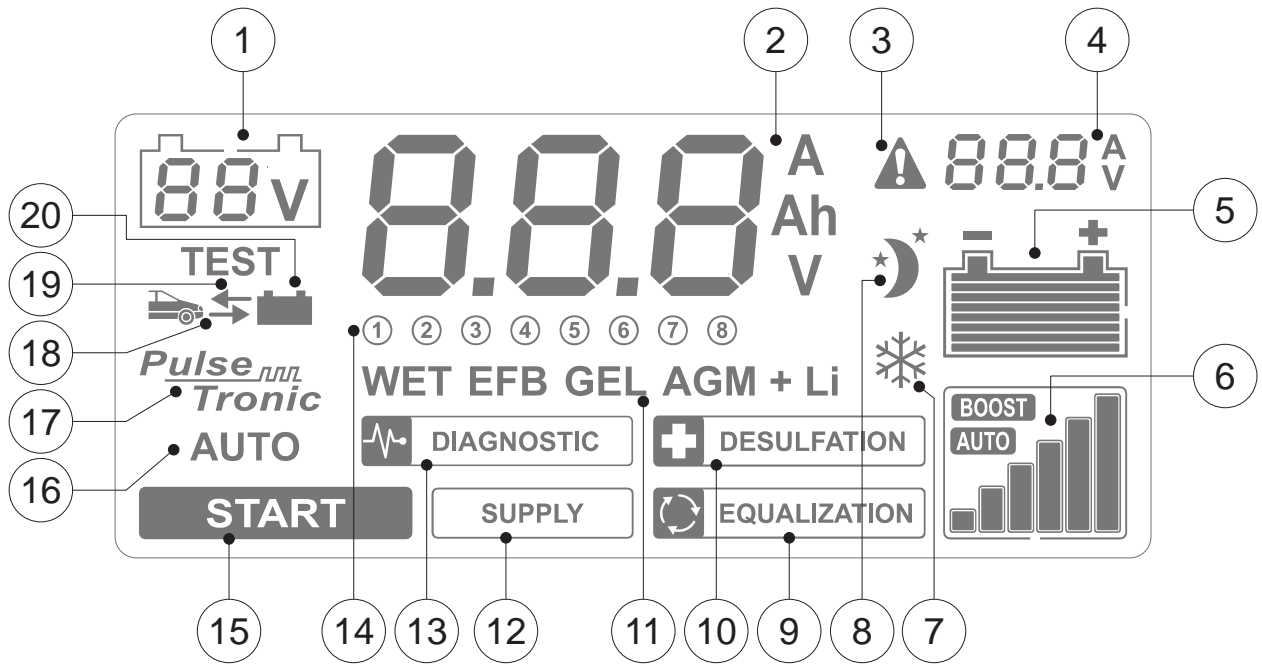 1 2 3 4
88 V 8.8.8 A 88.8 A
V
Ah
V
- +
20 5
TEST
19
18 1 2 3 4 5 6 7 8
Pulse
Tronic
WET EFB GEL AGM + Li
17 6
BOOST
AUTO
DIAGNOSTIC DESULFATION
16 AUTO
START SUPPLY EQUALIZATION
15 14 13 12 11 10 9 8 7